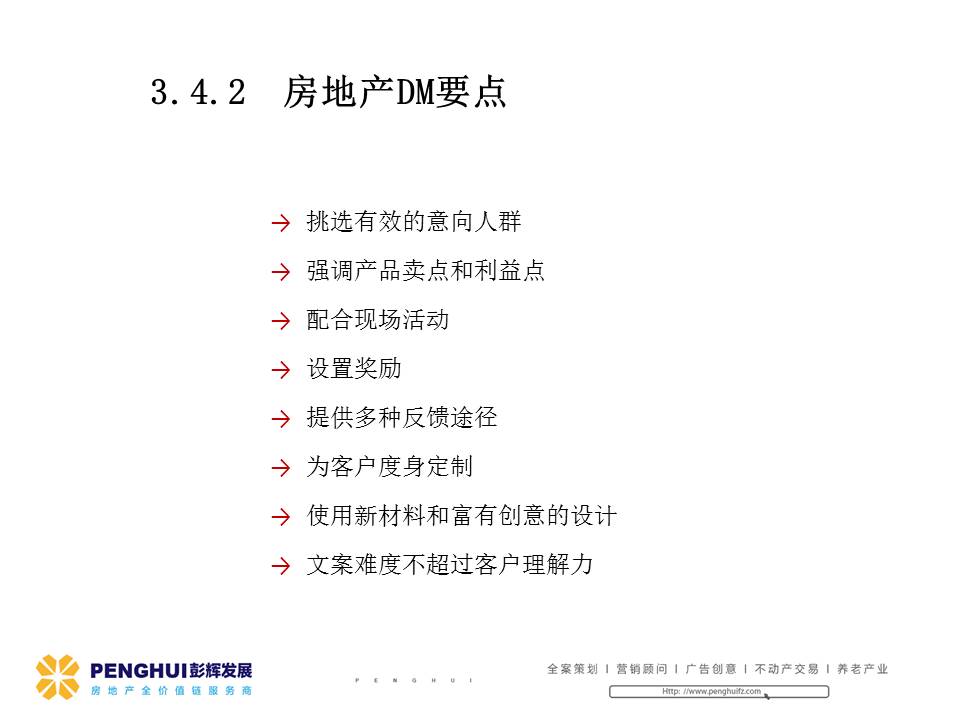 3.4.2 房地产DM要点
→ 挑选有效的意向人群
→ 强调产品卖点和利益点
→ 配合现场活动
→ 设置奖励
→ 提供多种反馈途径
→ 为客户度身定制
→ 使用新材料和富有创意的设计
→ 文案难度不超过客户理解力
PENGHUI彭辉发展
房地产全价值链服务商
PENGHUI
全案策划 I 营销顾问 I 广告创意 I 不动产交易 I 养老产业
Http: //www.penghuifz.com